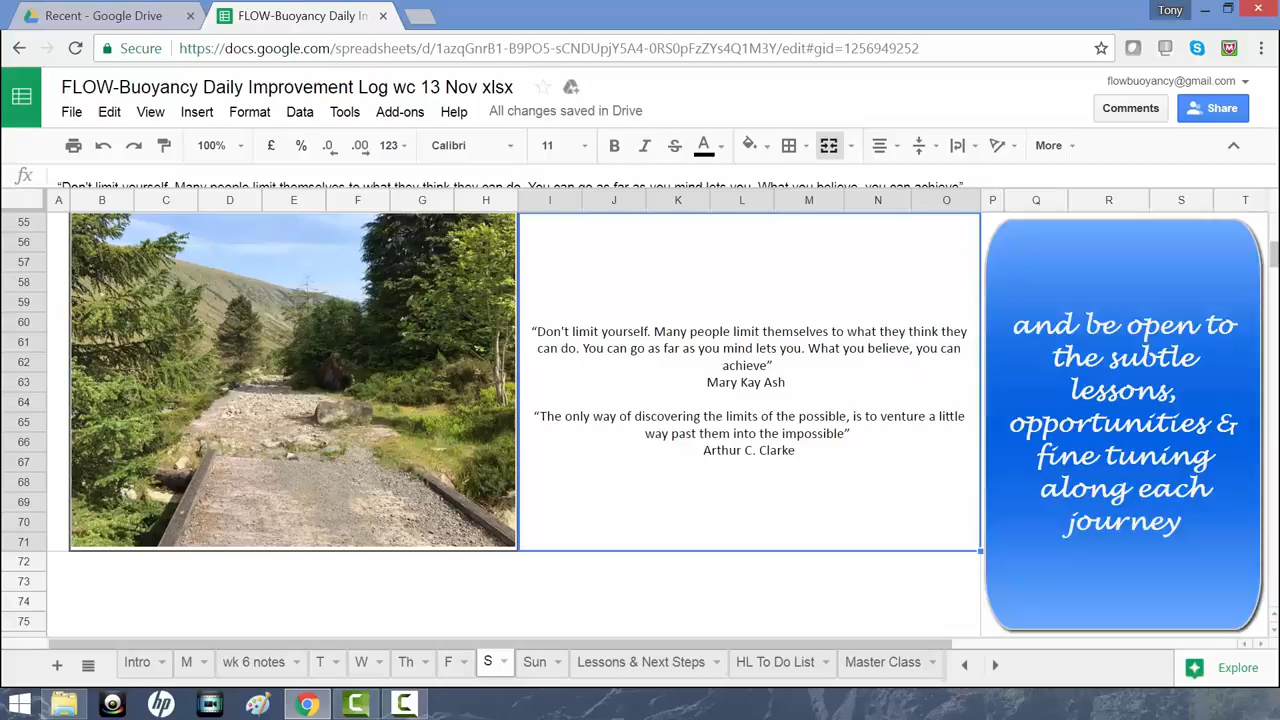 Tony
Recent - Google Drive
FLOW-Buoyancy Daily In
Secure
https://docs.google.com/spreadsheets/d/1azqGnrB1-B9PO5-sCNDUpjY5A4-0RS0pFzZYs4Q1M3Y/edit#gid=1256949252
FLOW-Buoyancy Daily Improvement Log wc 13 Nov xlsx
flowbuoyancy@gmail.com
File Edit View Insert Format Data Tools Add-ons Help All changes saved in Drive
Comments Share
100% £ % .0 .00 123 Calibri 11 B I S A More
fx "Don't limit yourself. Many people limit themselves to what they think they can do. You can go as far as you mind lets you. What you believe, you can achieve"
A B C D E F G H I J K L M N O P Q R S T
55
56
57
58
59
60
61
62
63
64
65
66
67
68
69
70
71
72
73
74
75
“Don't limit yourself. Many people limit themselves to what they think they
can do. You can go as far as you mind lets you. What you believe, you can
achieve”
Mary Kay Ash
“The only way of discovering the limits of the possible, is to venture a little
way past them into the impossible”
Arthur C. Clarke
and be open to
the subtle
lessons,
opportunities &
fine tuning
along each
journey
Intro M wk 6 notes T W Th F S Sun Lessons & Next Steps HL To Do List Master Class Explore
hp